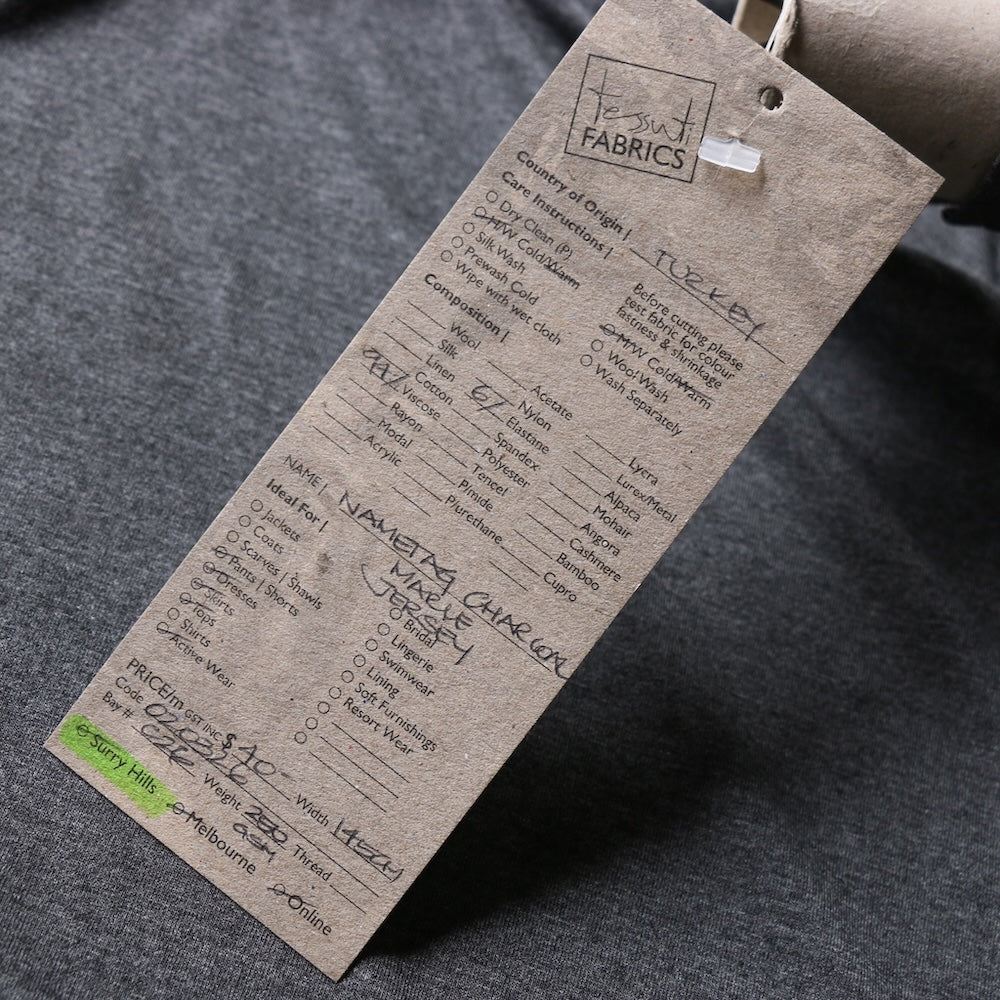 tessuti
FABRICS
Country of Origin | TURKEY
Care Instructions |
Dry Clean (P)
H/W Cold/Warm
Silk Wash
Prewash Cold
Wipe with wet cloth
Before cutting please
test fabric for colour
fastness & shrinkage
M/W Cold/Warm
Wool Wash
Wash Separately
Composition |
Wool
Silk
Linen
Cotton
Viscose
Rayon
Modal
Acrylic
Acetate
Nylon
6/ Elastane
Spandex
Polyester
Tencel
P/mide
P/urethane
Lycra
Lurex/Metal
Alpaca
Mohair
Angora
Cashmere
Bamboo
Cupro
NAME | NAMETAG CHARCOAL
MARLE
JERSEY
Ideal For |
Jackets
Coats
Scarves | Shawls
Pants | Shorts
Dresses
Skirts
Tops
Shirts
Active Wear
Bridal
Lingerie
Swimwear
Lining
Soft Furnishings
Resort Wear
PRICE/m GST INC $ 40-
Code 020326 Width 145cm
Bay # C26 Weight 250 GSM Thread
Surry Hills Melbourne Online